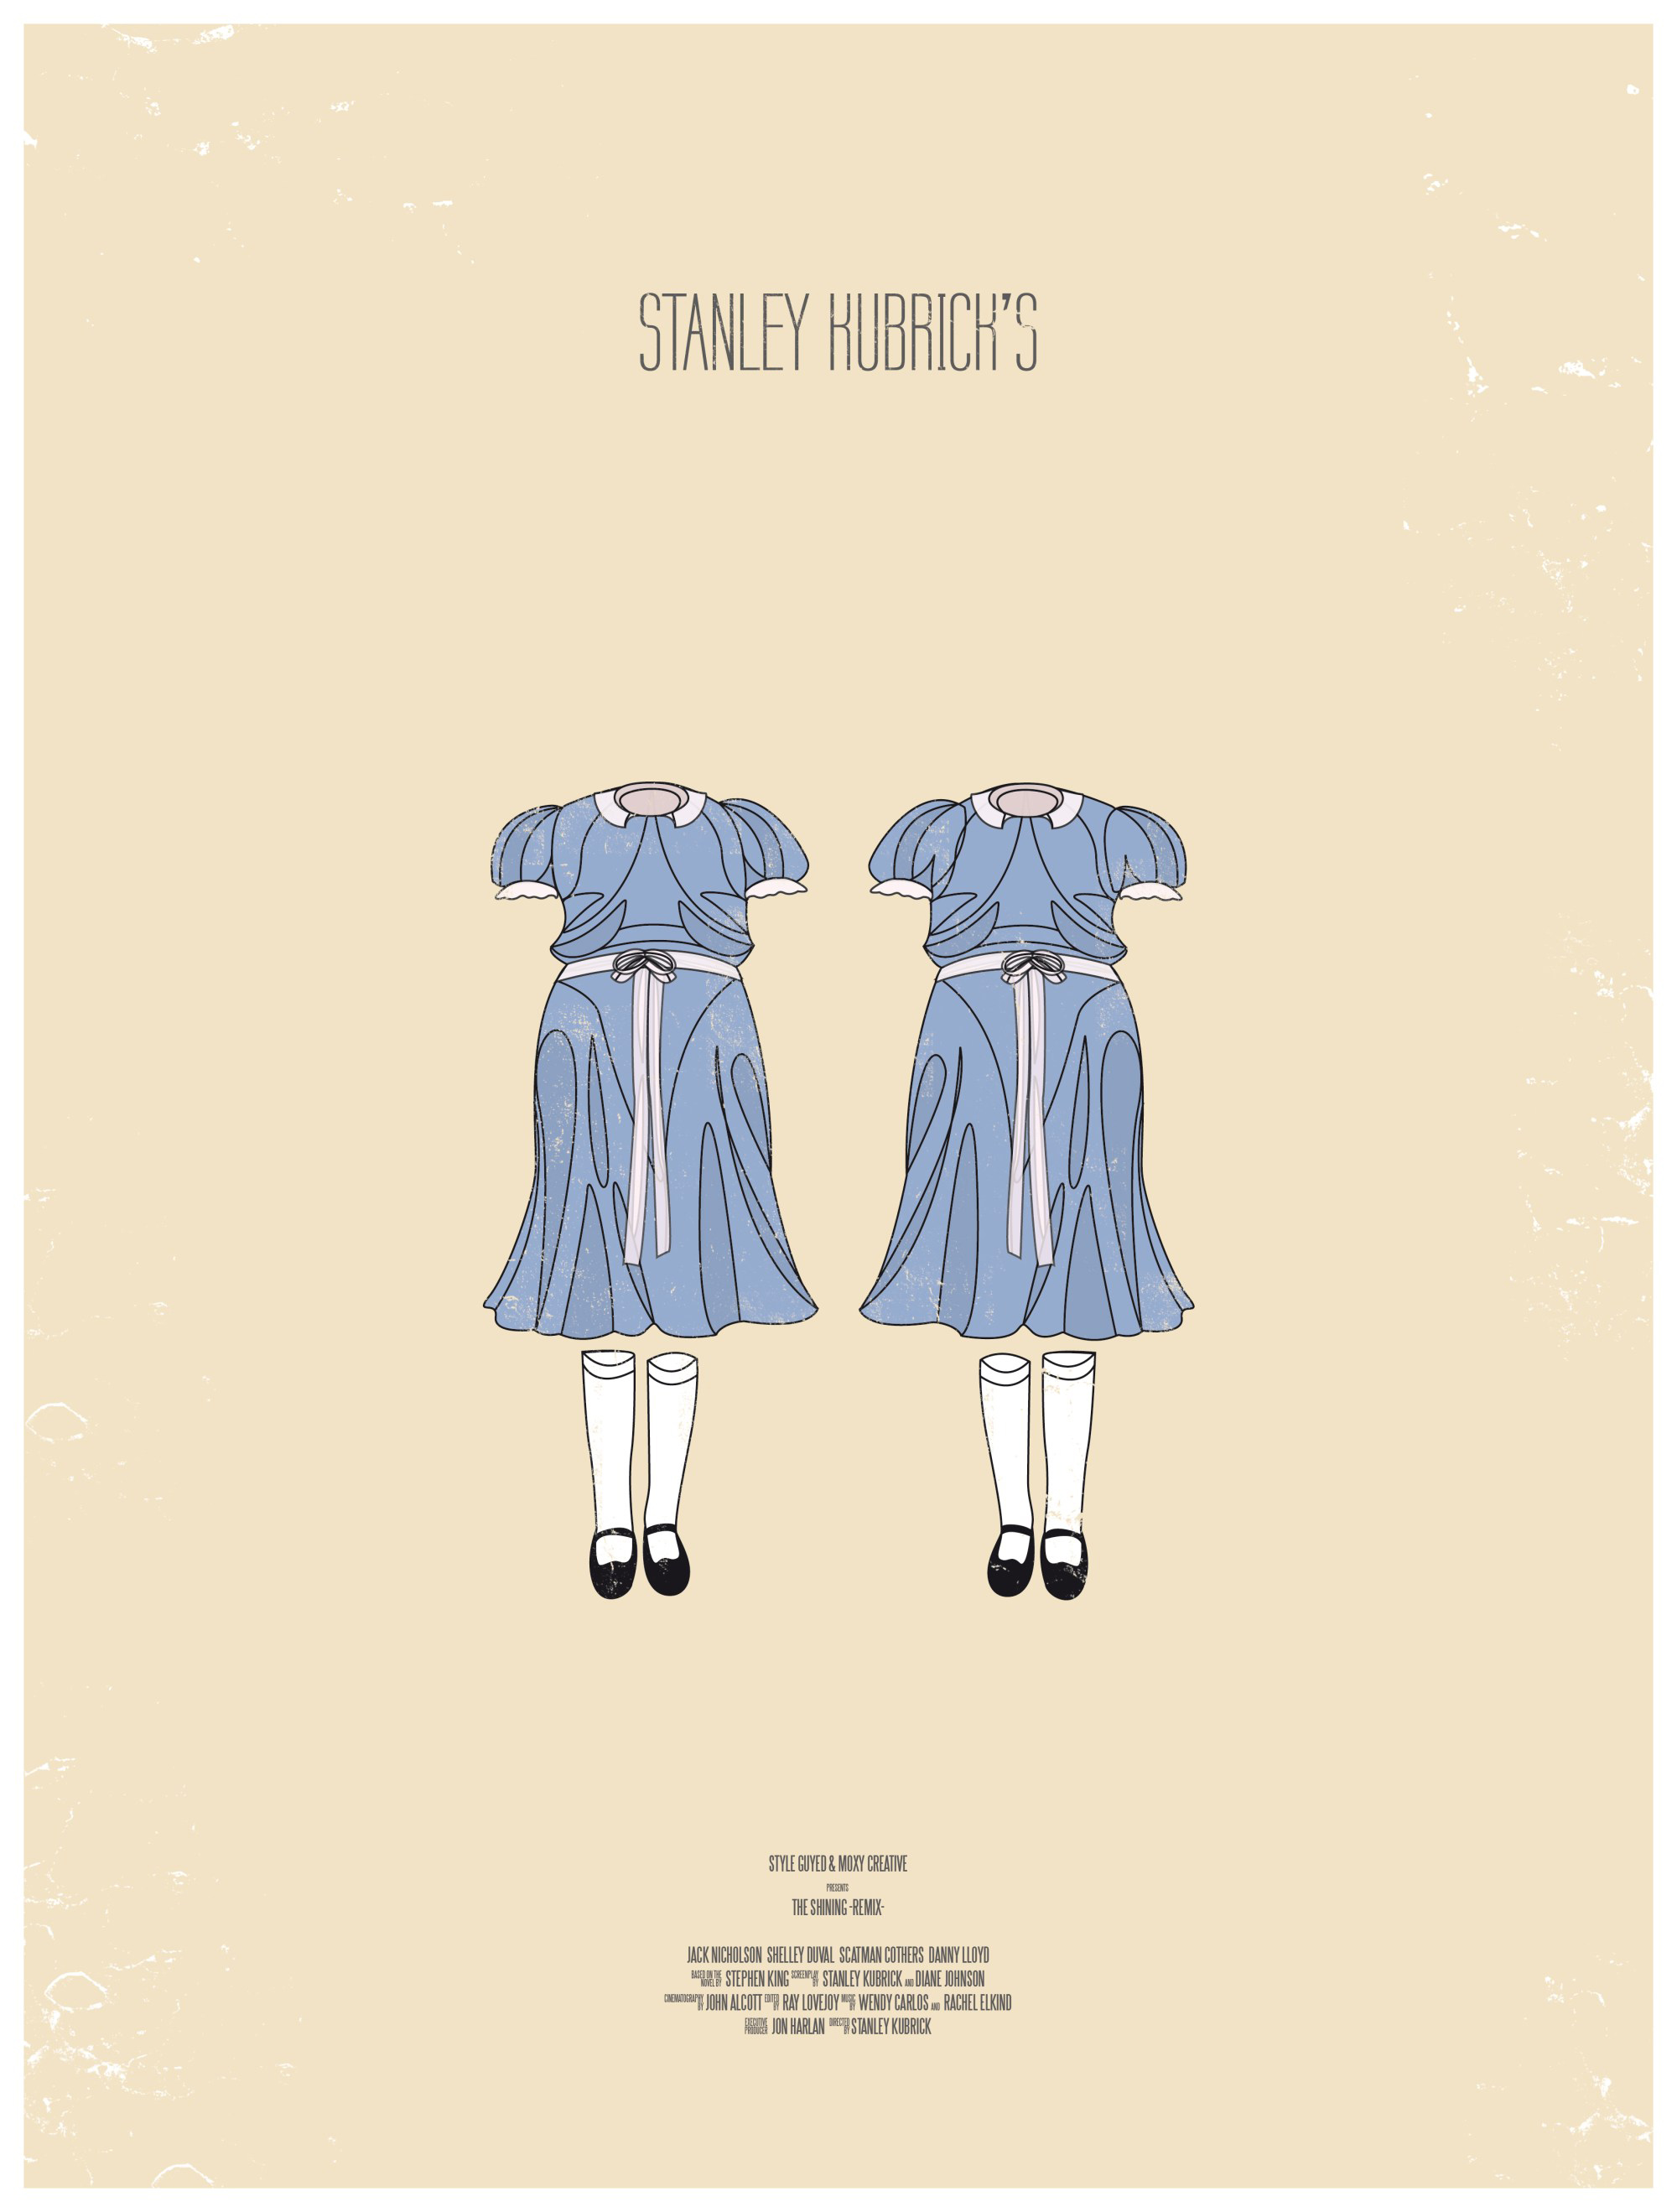 STANLEY KUBRICK'S
STYLE GUYED & MOXY CREATIVE
PRESENTS
THE SHINING -REMIX-
JACK NICHOLSON SHELLEY DUVAL SCATMAN COTHERS DANNY LLOYD
BASED ON THE NOVEL BY STEPHEN KING SCREENPLAY BY STANLEY KUBRICK AND DIANE JOHNSON
CINEMATOGRAPHY BY JOHN ALCOTT EDITED BY RAY LOVEJOY MUSIC BY WENDY CARLOS AND RACHEL ELKIND
EXECUTIVE PRODUCER JON HARLAN DIRECTED BY STANLEY KUBRICK